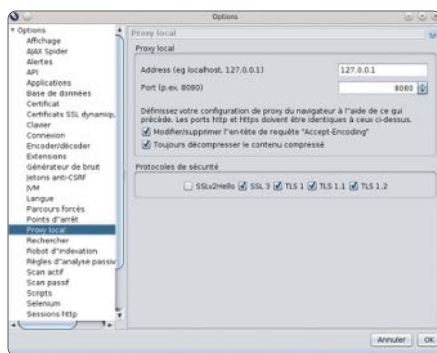 Options
Options
Affichage
AJAX Spider
Alertes
API
Applications
Base de données
Certificat
Certificats SSL dynamiq
Clavier
Connexion
Encoder/décoder
Extensions
Générateur de bruit
Jetons anti-CSRF
JVM
Langue
Parcours forcés
Points d'arrêt
Proxy local
Rechercher
Robot d'indexation
Règles d'analyse passiv
Scan actif
Scan passif
Scripts
Selenium
Sessions http
Proxy local
Proxy local
Address (eg localhost, 127.0.0.1)
127.0.0.1
Port (p.ex. 8080)
8080
Définissez votre configuration de proxy du navigateur à l'aide de ce qui
précède. Les ports http et https doivent être identiques à ceux ci-dessus.
Modifier/supprimer l'en-tête de requête "Accept-Encoding"
Toujours décompresser le contenu compressé
Protocoles de sécurité
SSLv2Hello SSL 3 TLS 1 TLS 1.1 TLS 1.2
Annuler OK